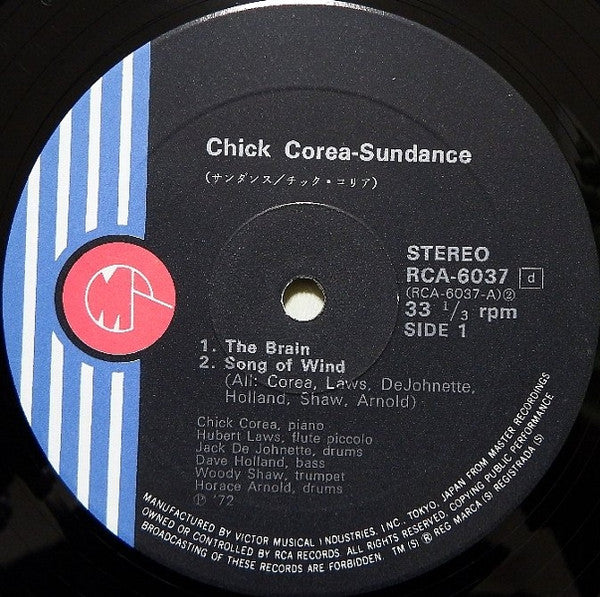 Chick Corea-Sundance
(サンダンス/チック・コリア)
STEREO
RCA-6037 d
(RCA-6037-A)②
33 1/3 rpm
SIDE 1
1. The Brain
2. Song of Wind
(All: Corea, Laws, DeJohnette,
Holland, Shaw, Arnold)
Chick Corea, piano
Hubert Laws, flute piccolo
Jack De Johnette, drums
Dave Holland, bass
Woody Shaw, trumpet
Horace Arnold, drums
Ⓟ '72
MANUFACTURED BY VICTOR MUSICAL INDUSTRIES, INC., TOKYO, JAPAN FROM MASTER RECORDINGS
OWNED OR CONTROLLED BY RCA RECORDS. ALL RIGHTS RESERVED. COPYING PUBLIC PERFORMANCE
BROADCASTING OF THESE RECORDS ARE FORBIDDEN. TM (S) ® REG MARCA (S) REGISTRADA (S)